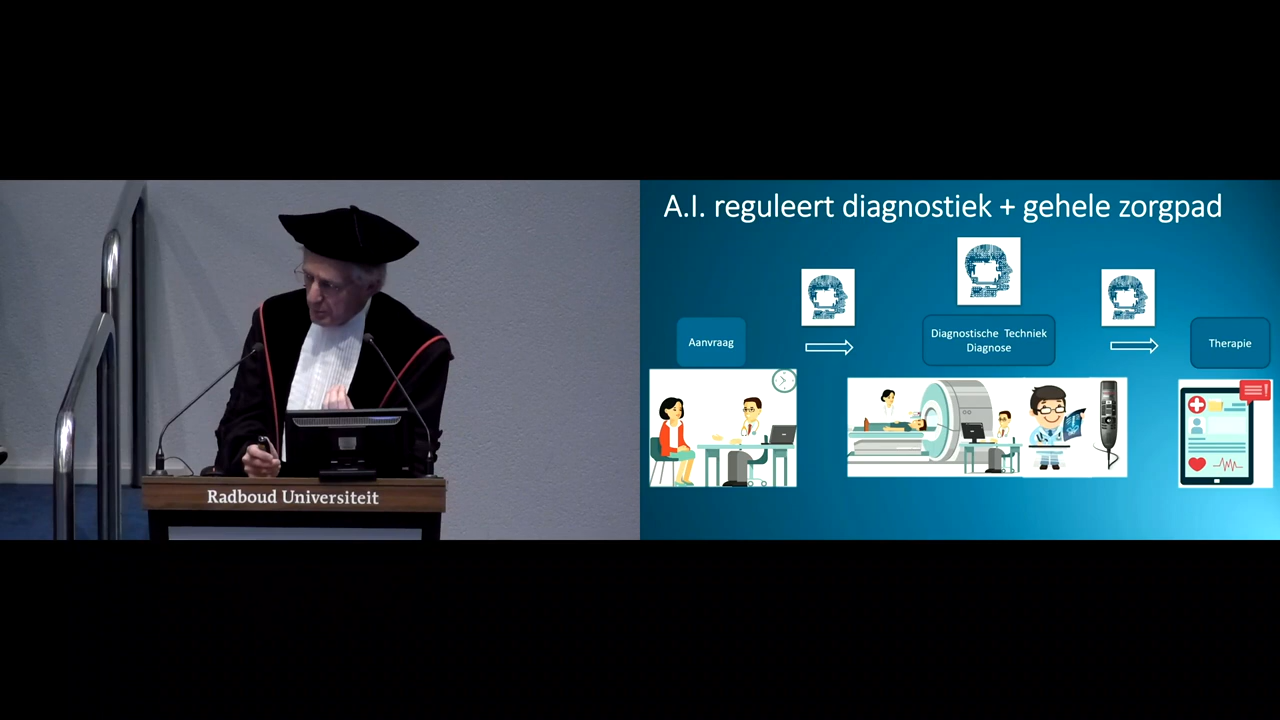 A.I. reguleert diagnostiek + gehele zorgpad
Aanvraag
Diagnostische Techniek
Diagnose
Therapie
Radboud Universiteit